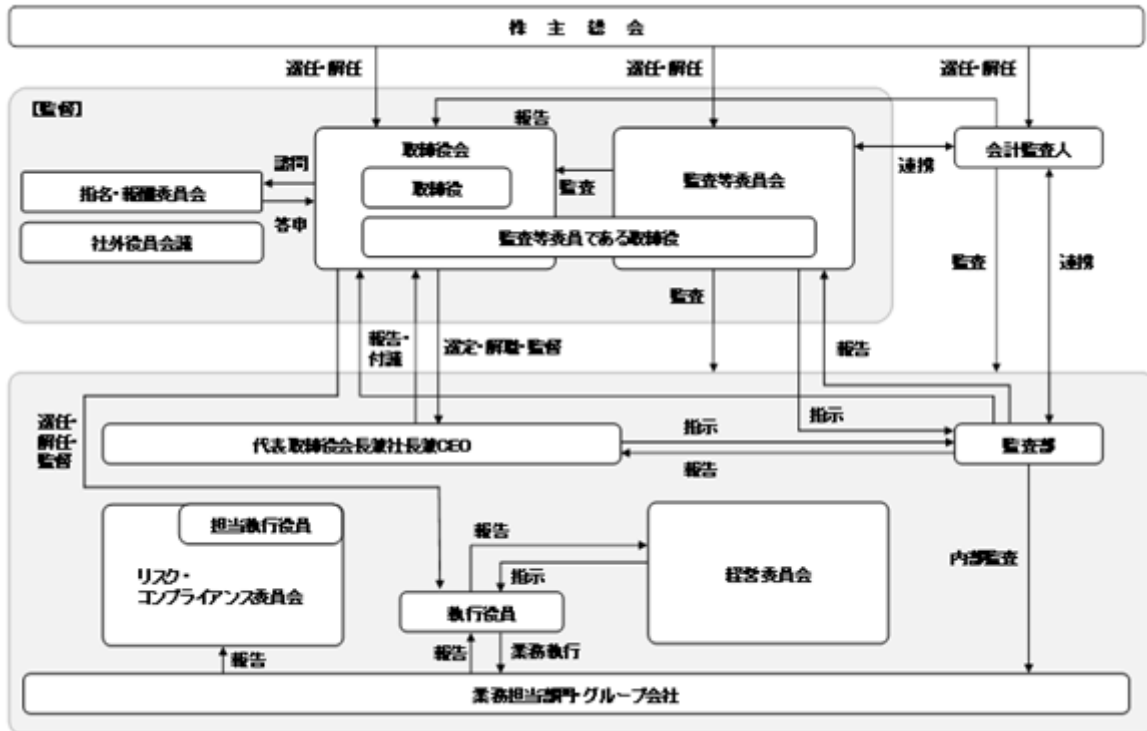 株主総会
選任・解任
選任・解任
選任・解任
【監督】
報告
取締役会
取締役
監査等委員会
会計監査人
諮問
指名・報酬委員会
答申
社外役員会議
監査
連携
監査等委員である取締役
監査
監査
連携
報告・
付議
選定・解職・監督
報告
選任・
解任・
監督
代表取締役会長兼社長兼CEO
指示
指示
報告
監査部
担当執行役員
リスク・
コンプライアンス委員会
報告
指示
経営委員会
内部監査
執行役員
報告
報告
業務執行
業務担当部門・グループ会社